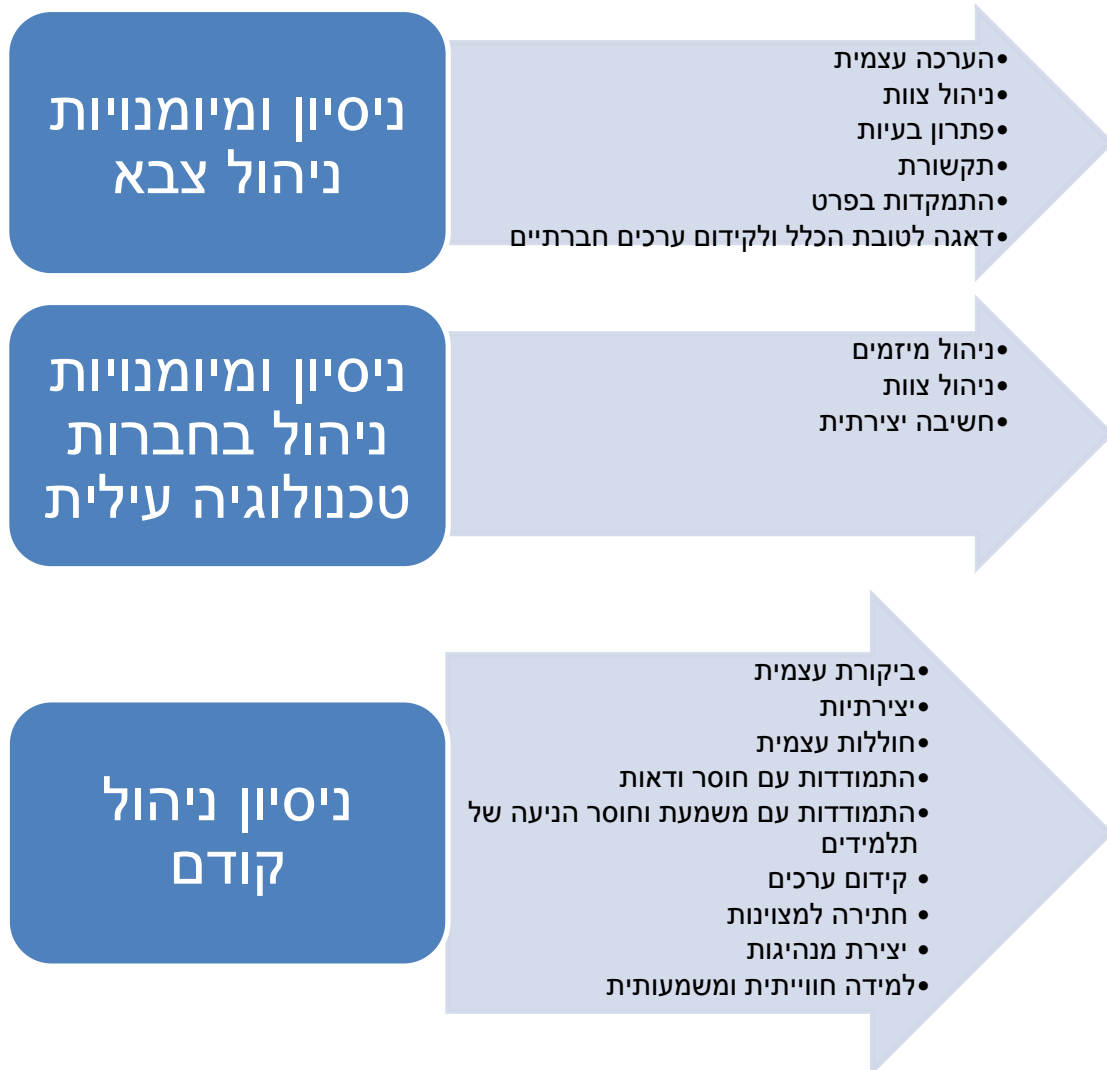 ניסיון ומיומנויות
ניהול צבא
•הערכה עצמית
•ניהול צוות
•פתרון בעיות
•תקשורת
•התמקדות בפרט
•דאגה לטובת הכלל ולקידום ערכים חברתיים
ניסיון ומיומנויות
ניהול בחברות
טכנולוגיה עילית
•ניהול מיזמים
•ניהול צוות
•חשיבה יצירתית
ניסיון ניהול
קודם
•ביקורת עצמית
•יצירתיות
•חוללות עצמית
•התמודדות עם חוסר ודאות
•התמודדות עם משמעת וחוסר הניעה של
תלמידים
• קידום ערכים
• חתירה למצוינות
• יצירת מנהיגות
•למידה חווייתית ומשמעותית